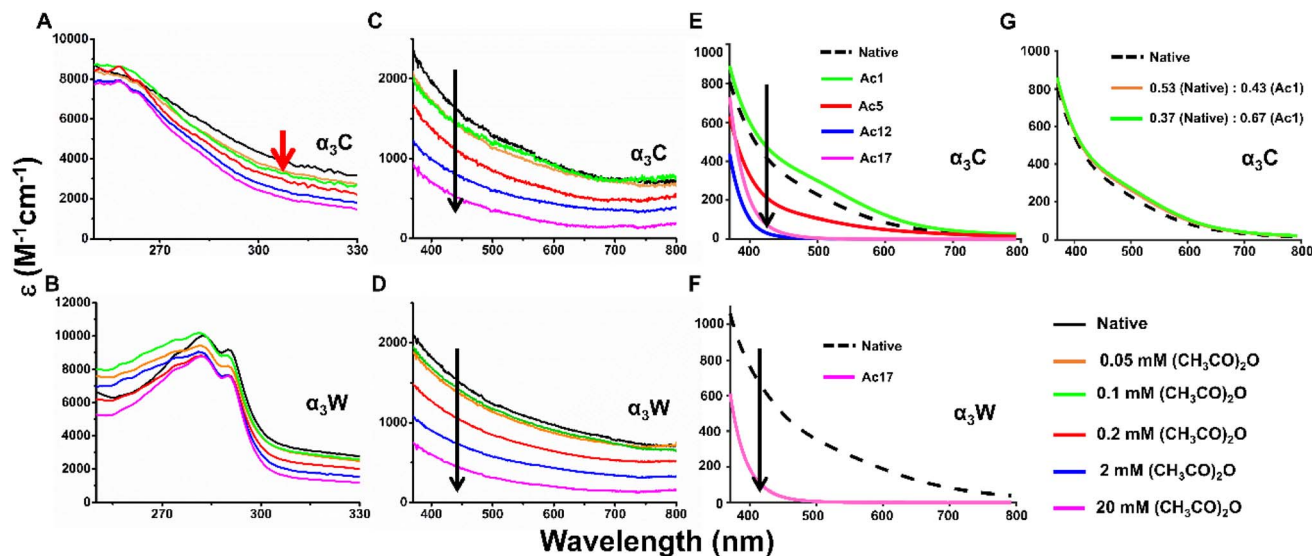 A
10000
8000
6000
4000
2000
0
270
300
330
α₃C
B
12000
10000
8000
6000
4000
2000
0
270
300
330
α₃W
ε (M⁻¹cm⁻¹)
C
2000
1000
0
400
500
600
700
800
α₃C
D
2000
1000
0
400
500
600
700
800
α₃W
E
1000
800
600
400
200
0
400
500
600
700
800
Native
Ac1
Ac5
Ac12
Ac17
α₃C
F
1000
800
600
400
200
0
400
500
600
700
800
Native
Ac17
α₃W
G
1000
800
600
400
200
0
400
500
600
700
800
Native
0.53 (Native) : 0.43 (Ac1)
0.37 (Native) : 0.67 (Ac1)
α₃C
Native
0.05 mM (CH₃CO)₂O
0.1 mM (CH₃CO)₂O
0.2 mM (CH₃CO)₂O
2 mM (CH₃CO)₂O
20 mM (CH₃CO)₂O
Wavelength (nm)